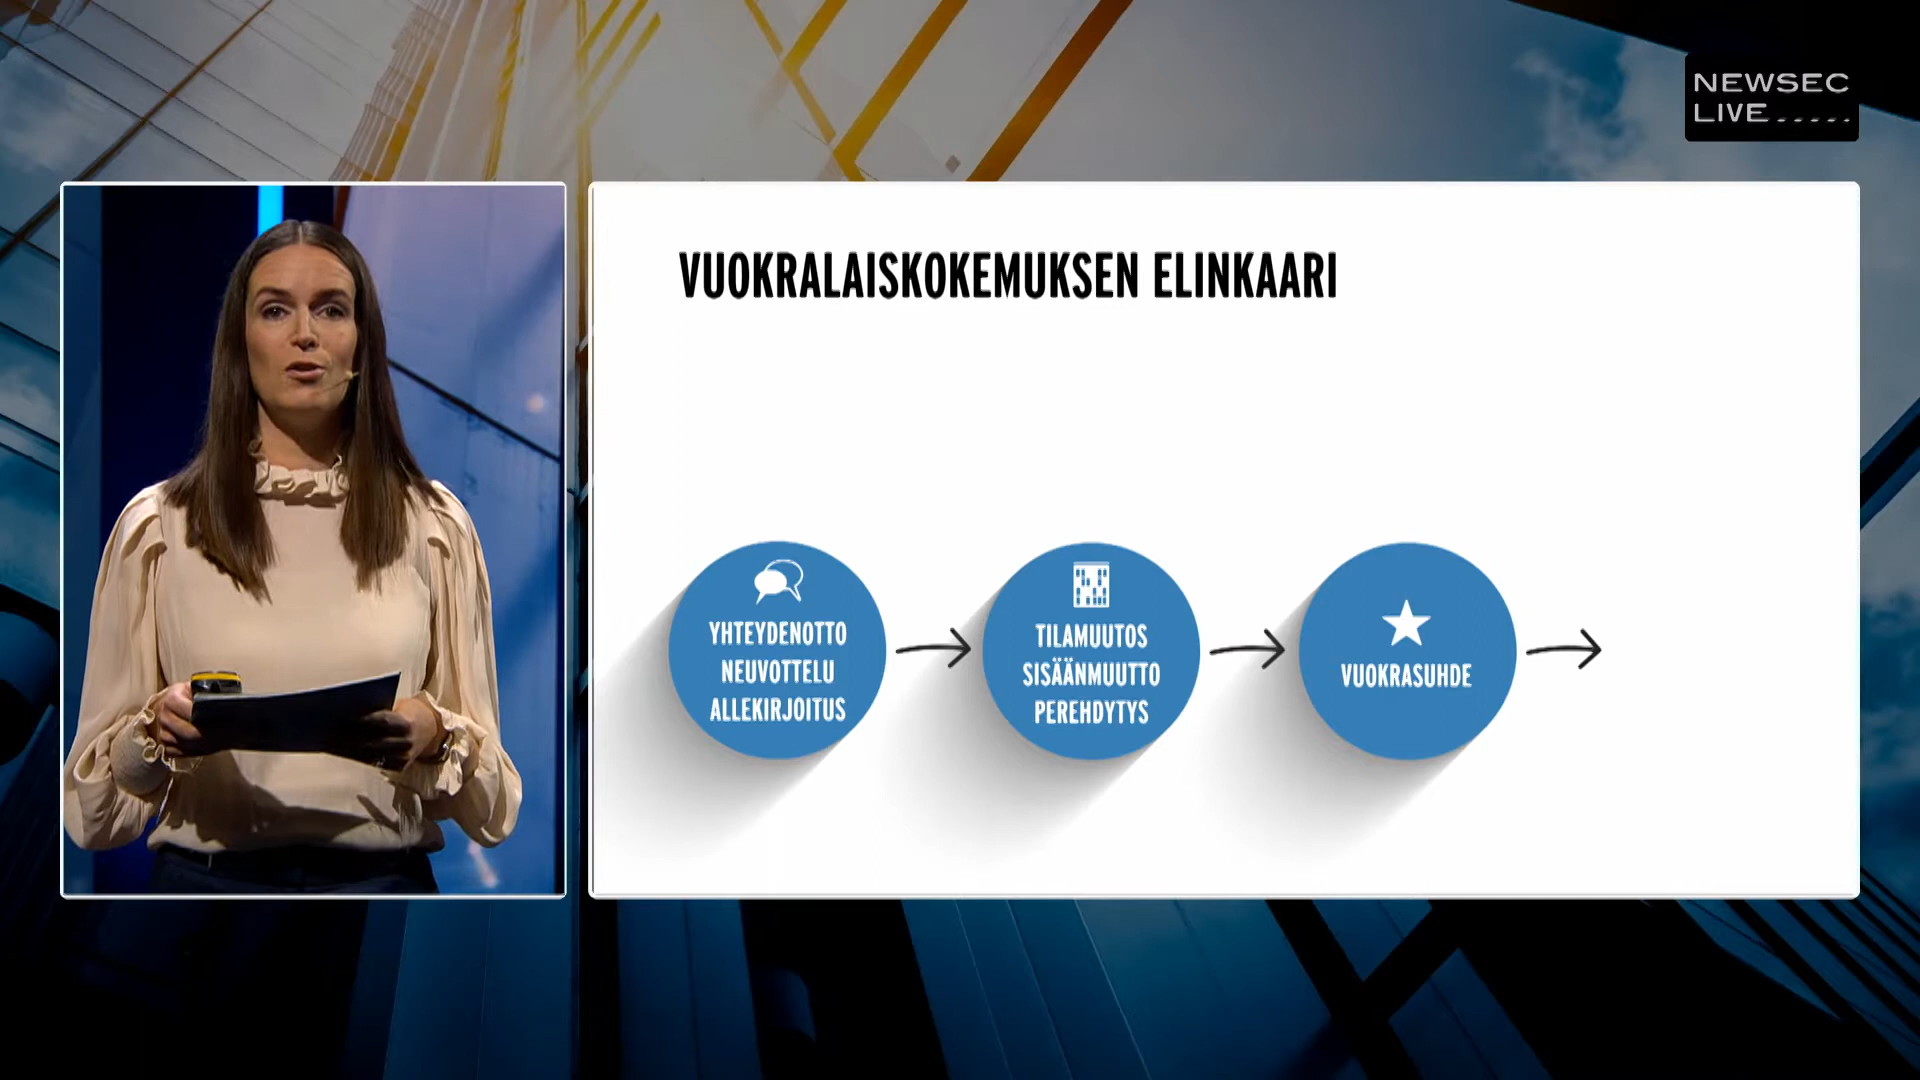 NEWSEC
LIVE.....
VUOKRALAISKOKEMUKSEN ELINKAARI
YHTEYDENOTTO
NEUVOTTELU
ALLEKIRJOITUS
TILAMUUTOS
SISÄÄNMUUTTO
PEREHDYTYS
VUOKRASUHDE